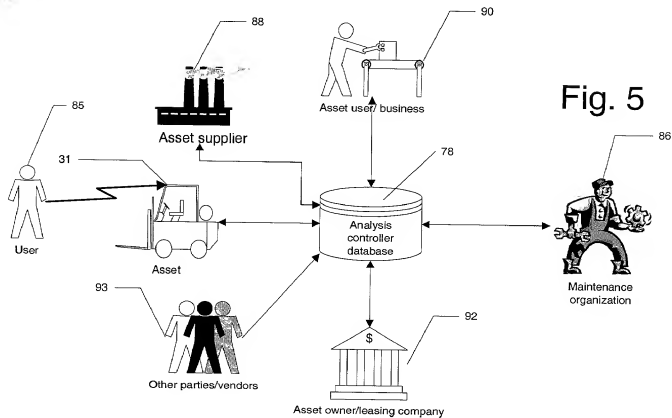 88
90
Asset user/ business
Fig. 5
85
Asset supplier
86
31
78
Analysis
controller
database
User
Asset
Maintenance
organization
93
92
$
Other parties/vendors
Asset owner/leasing company